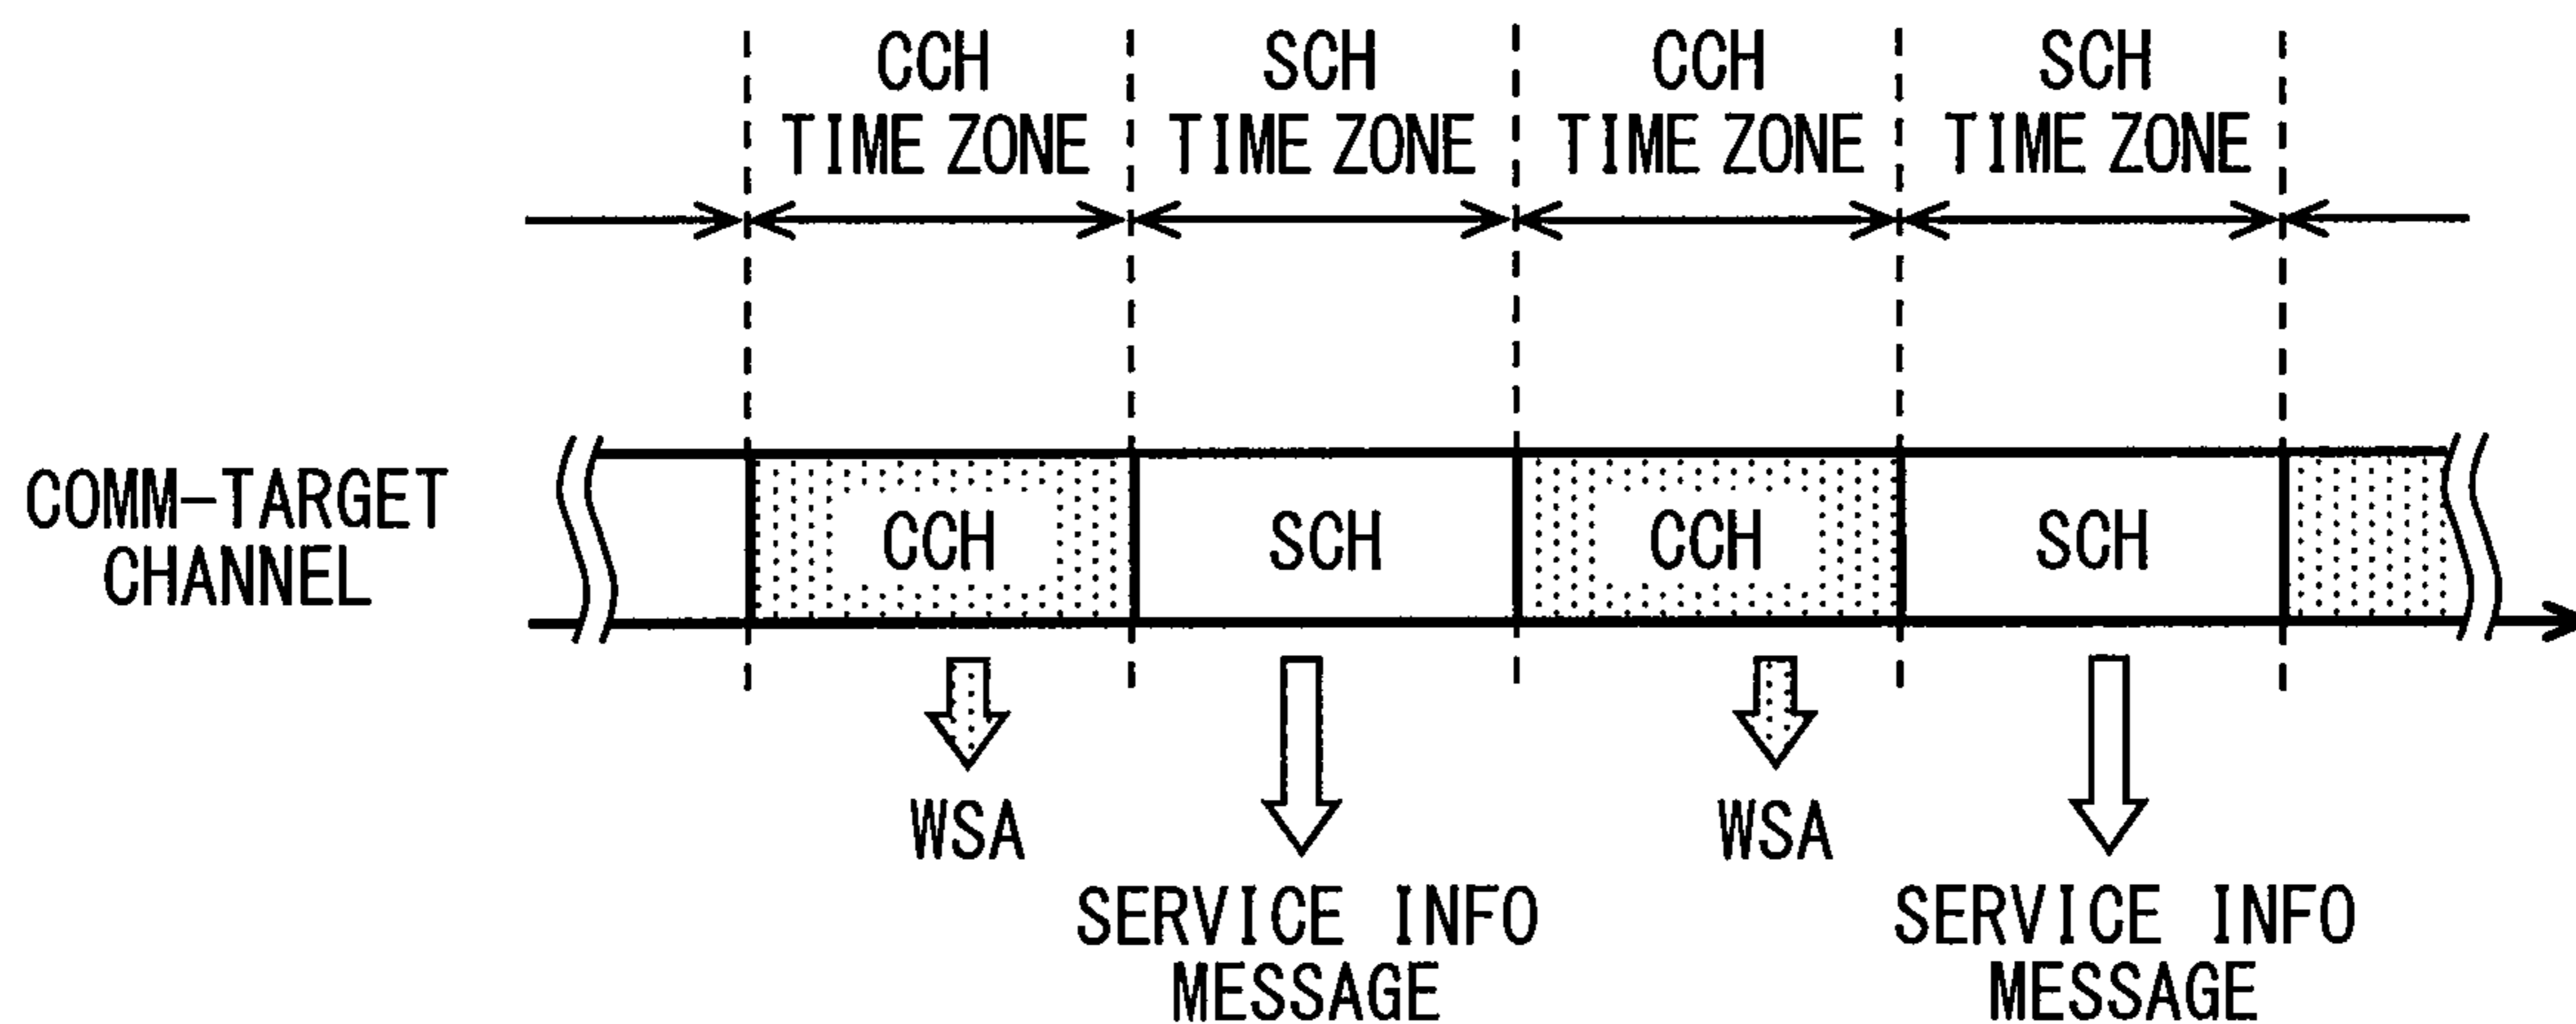 CCH
TIME ZONE
SCH
TIME ZONE
CCH
TIME ZONE
SCH
TIME ZONE
COMM-TARGET
CHANNEL
CCH
SCH
CCH
SCH
WSA
SERVICE INFO
MESSAGE
WSA
SERVICE INFO
MESSAGE